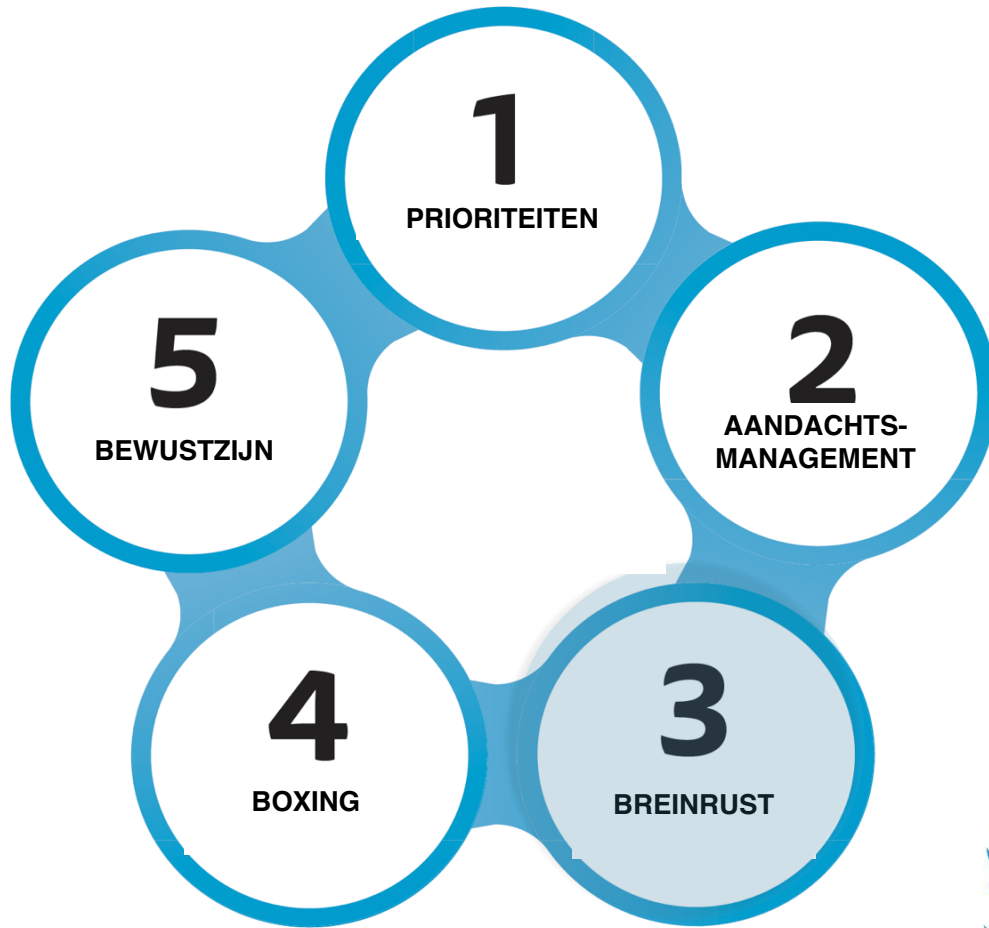 1
PRIORITEITEN
2
AANDACHTS-
MANAGEMENT
3
BREINRUST
4
BOXING
5
BEWUSTZIJN